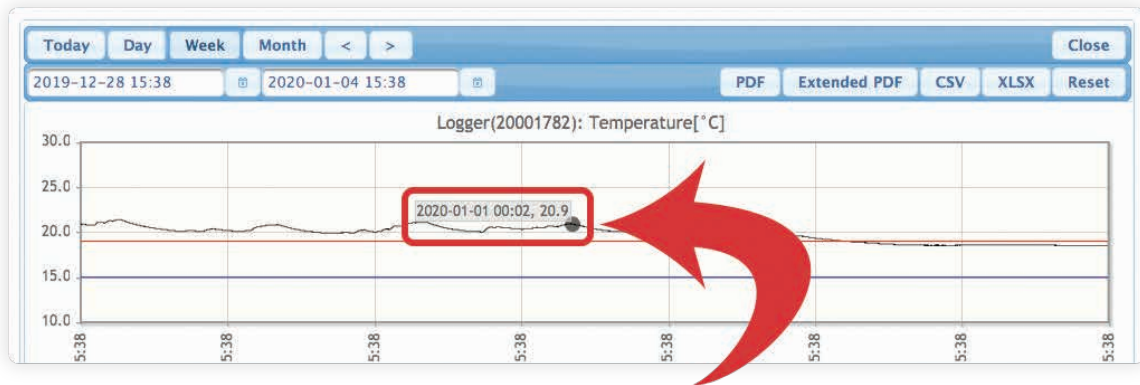 Today Day Week Month < > Close
2019-12-28 15:38 2020-01-04 15:38 PDF Extended PDF CSV XLSX Reset
Logger(20001782): Temperature[°C]
30.0
25.0
2020-01-01 00:02, 20.9
20.0
15.0
10.0
5:38 5:38 5:38 5:38 5:38 5:38 5:38 5:38